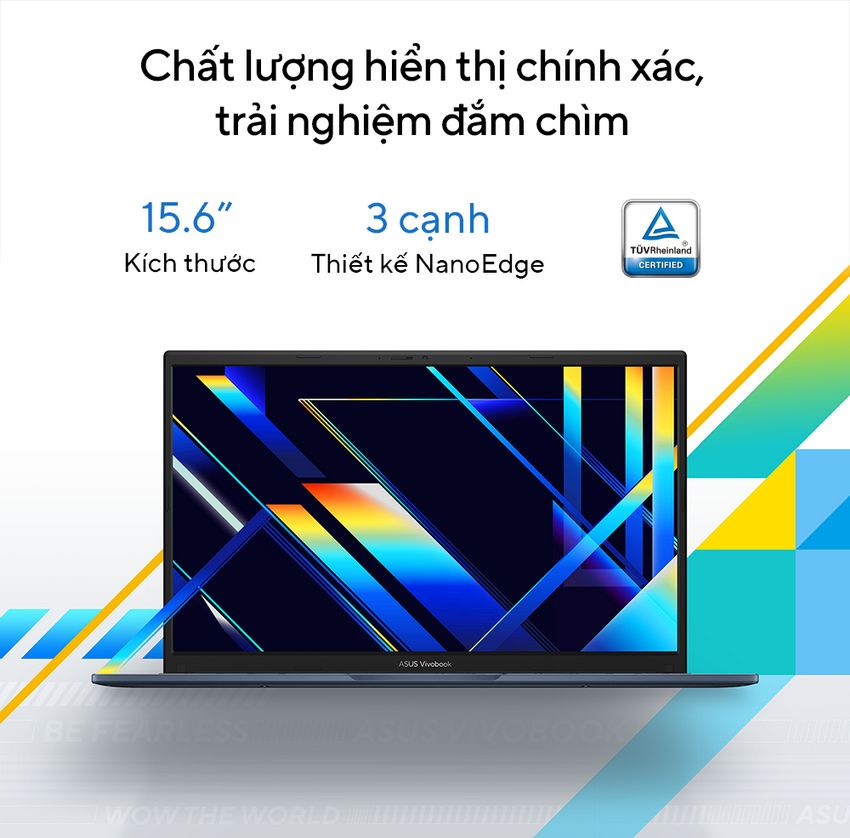 Chất lượng hiển thị chính xác,
trải nghiệm đắm chìm
15.6”
Kích thước
3 cạnh
Thiết kế NanoEdge
TÜVRheinland®
CERTIFIED
ASUS Vivobook
BE FEARLESS
ASUS VIVOBOOK
WOW THE WORLD
ASU